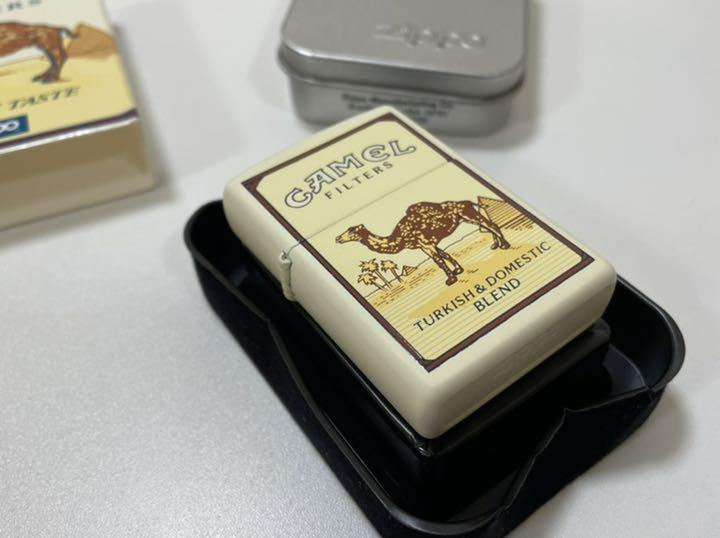 TASTE
zippo
CAMEL
FILTERS
TURKISH & DOMESTIC
BLEND